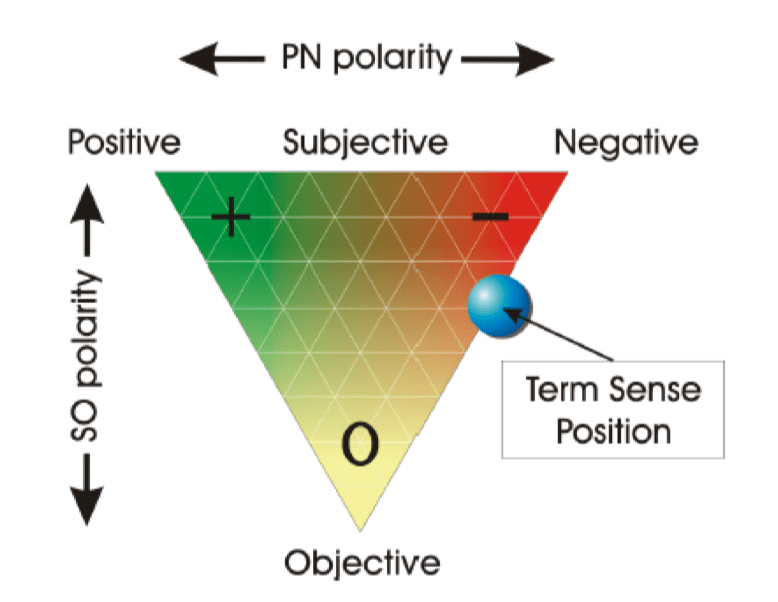 PN polarity
Positive
Subjective
Negative
+
−
SO polarity
Term Sense
Position
O
Objective